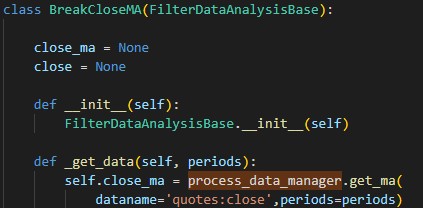 class BreakCloseMA(FilterDataAnalysisBase):
close_ma = None
close = None
def __init__(self):
FilterDataAnalysisBase.__init__(self)
def _get_data(self, periods):
self.close_ma = process_data_manager.get_ma(
dataname='quotes:close',periods=periods)